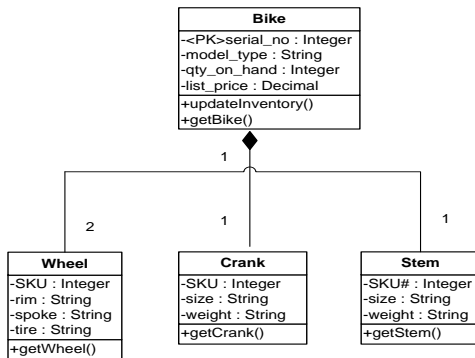 Bike
-<PK>serial_no : Integer
-model_type : String
-qty_on_hand : Integer
-list_price : Decimal
+updateInventory()
+getBike()
1
2
1
1
Wheel
-SKU : Integer
-rim : String
-spoke : String
-tire : String
+getWheel()
Crank
-SKU : Integer
-size : String
-weight : String
+getCrank()
Stem
-SKU# : Integer
-size : String
-weight : String
+getStem()